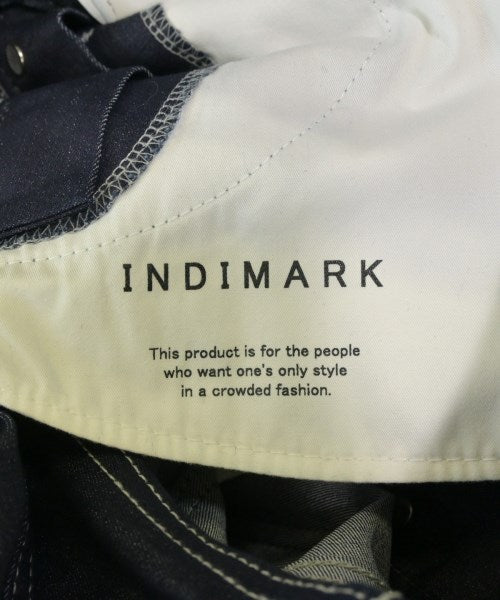 INDIMARK
This product is for the people
who want one's only style
in a crowded fashion.